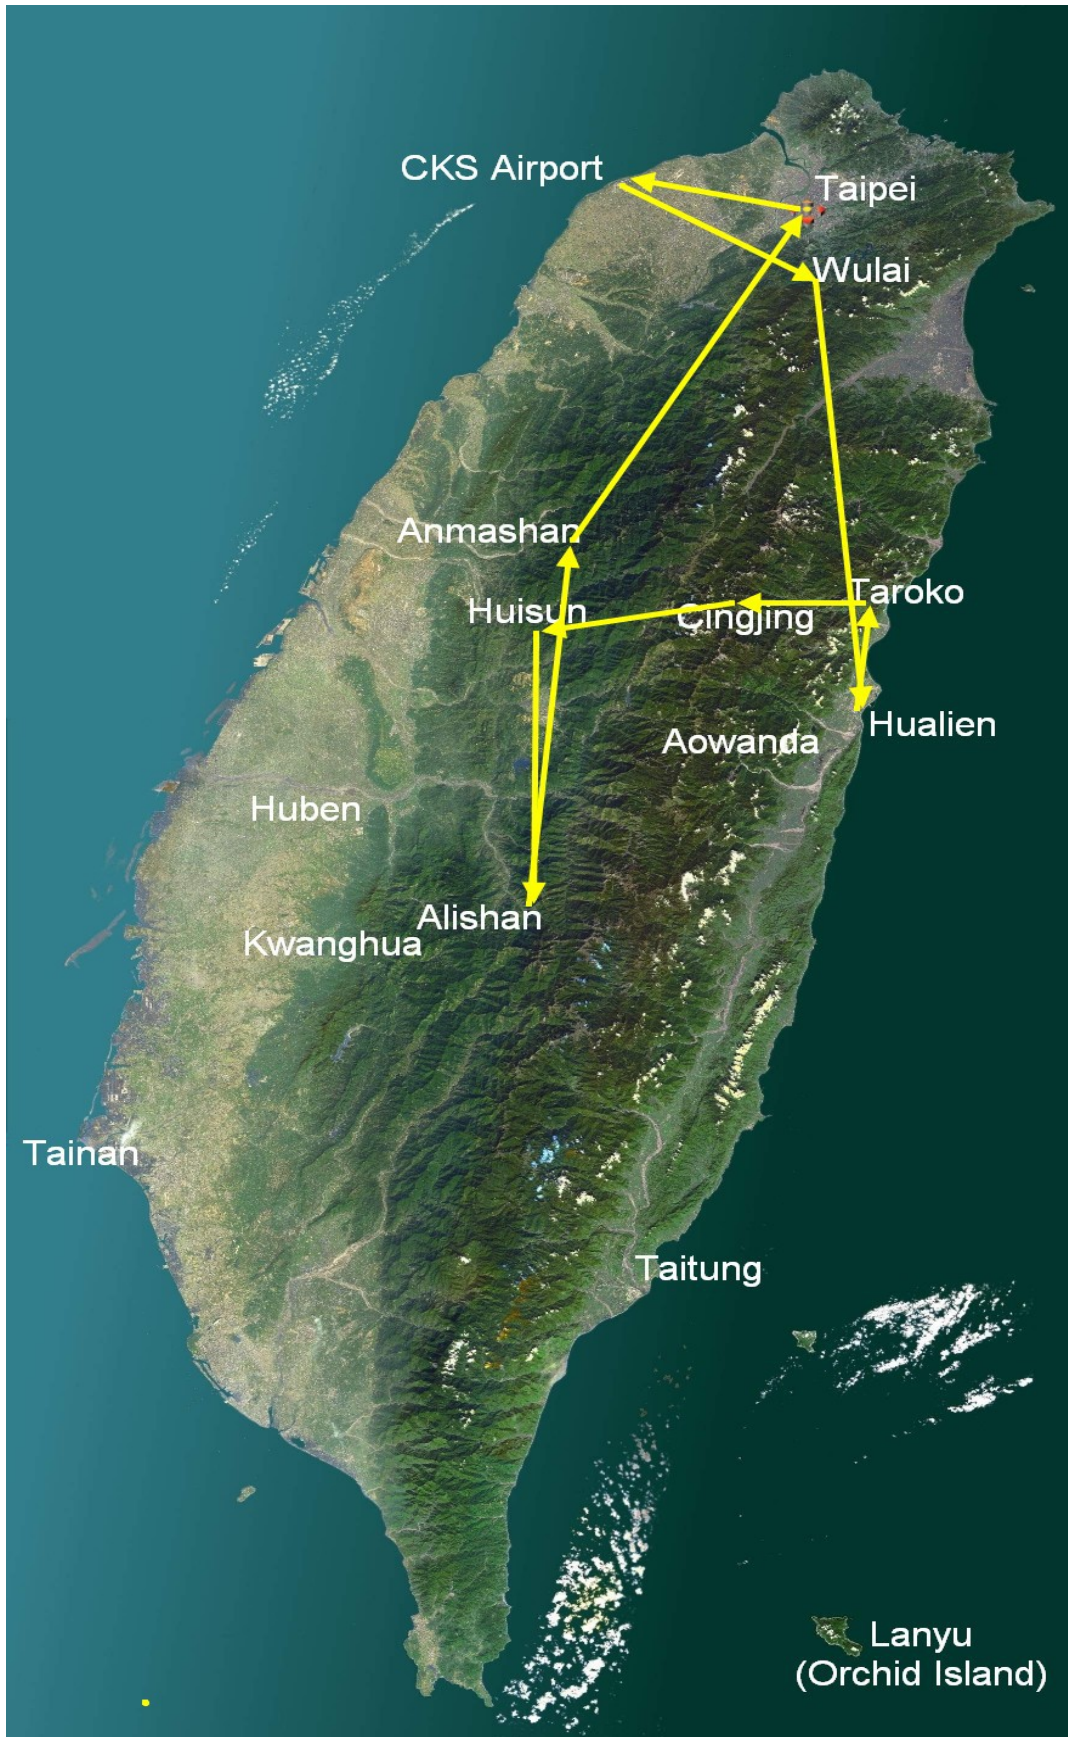 CKS Airport
Taipei
Wulai
Anmashan
Taroko
Huisun
Cingjing
Hualien
Aowanda
Huben
Alishan
Kwanghua
Tainan
Taitung
Lanyu
(Orchid Island)